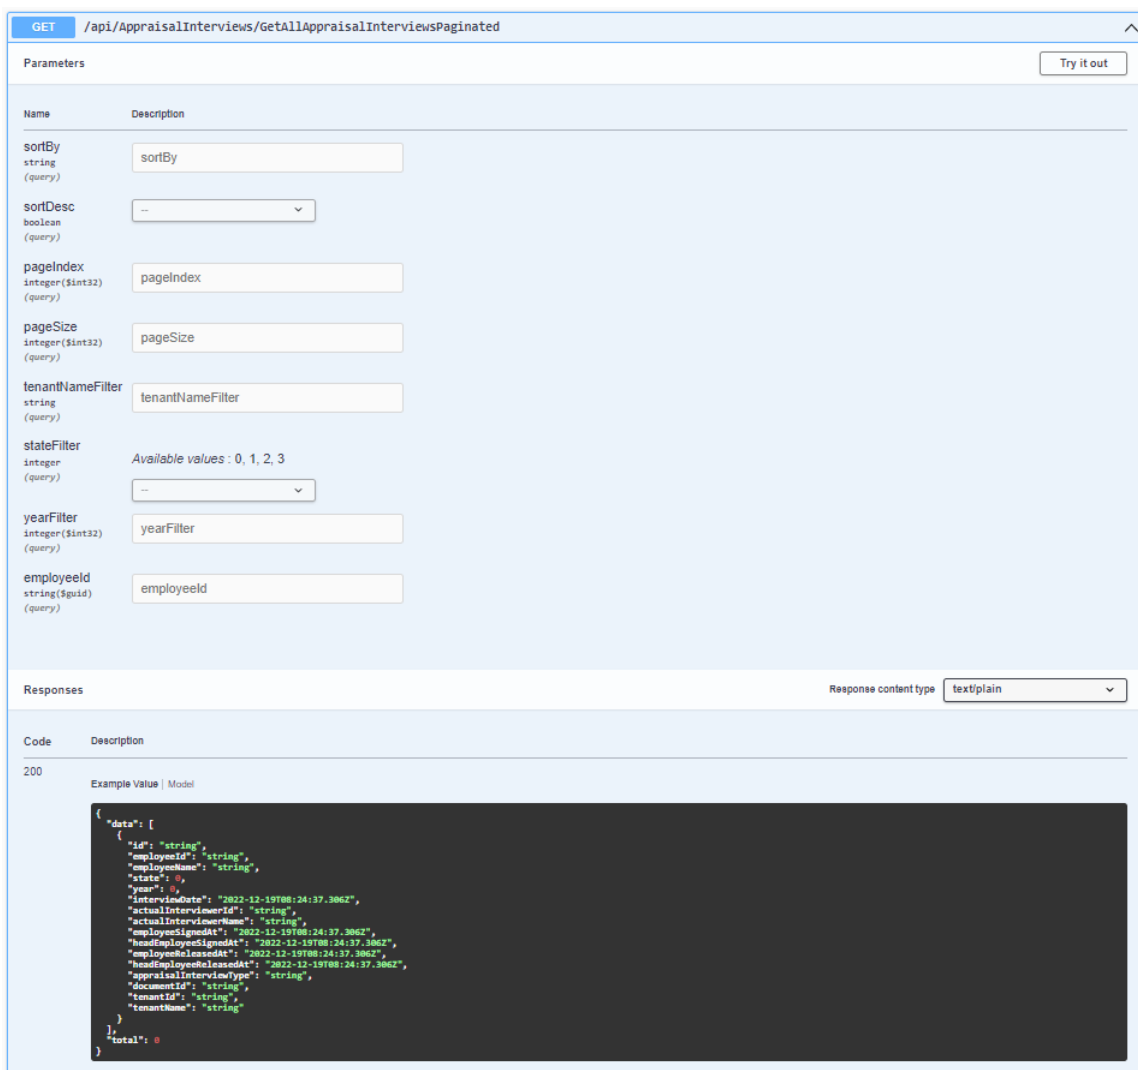 GET /api/AppraisalInterviews/GetAllAppraisalInterviewsPaginated
Parameters
Try it out
Name Description
sortBy
string
(query)
sortBy
sortDesc
boolean
(query)
--
pageIndex
integer($int32)
(query)
pageIndex
pageSize
integer($int32)
(query)
pageSize
tenantNameFilter
string
(query)
tenantNameFilter
stateFilter
integer
(query)
Available values : 0, 1, 2, 3
--
yearFilter
integer($int32)
(query)
yearFilter
employeeId
string($guid)
(query)
employeeId
Responses
Response content type text/plain
Code Description
200
Example Value | Model
{
"data": [
{
"id": "string",
"employeeId": "string",
"employeeName": "string",
"state": 0,
"year": 0,
"interviewDate": "2022-12-19T08:24:37.306Z",
"actualInterviewerId": "string",
"actualInterviewerName": "string",
"employeeSignedAt": "2022-12-19T08:24:37.306Z",
"headEmployeeSignedAt": "2022-12-19T08:24:37.306Z",
"employeeReleasedAt": "2022-12-19T08:24:37.306Z",
"headEmployeeReleasedAt": "2022-12-19T08:24:37.306Z",
"appraisalInterviewType": "string",
"documentId": "string",
"tenantId": "string",
"tenantName": "string"
}
],
"total": 0
}